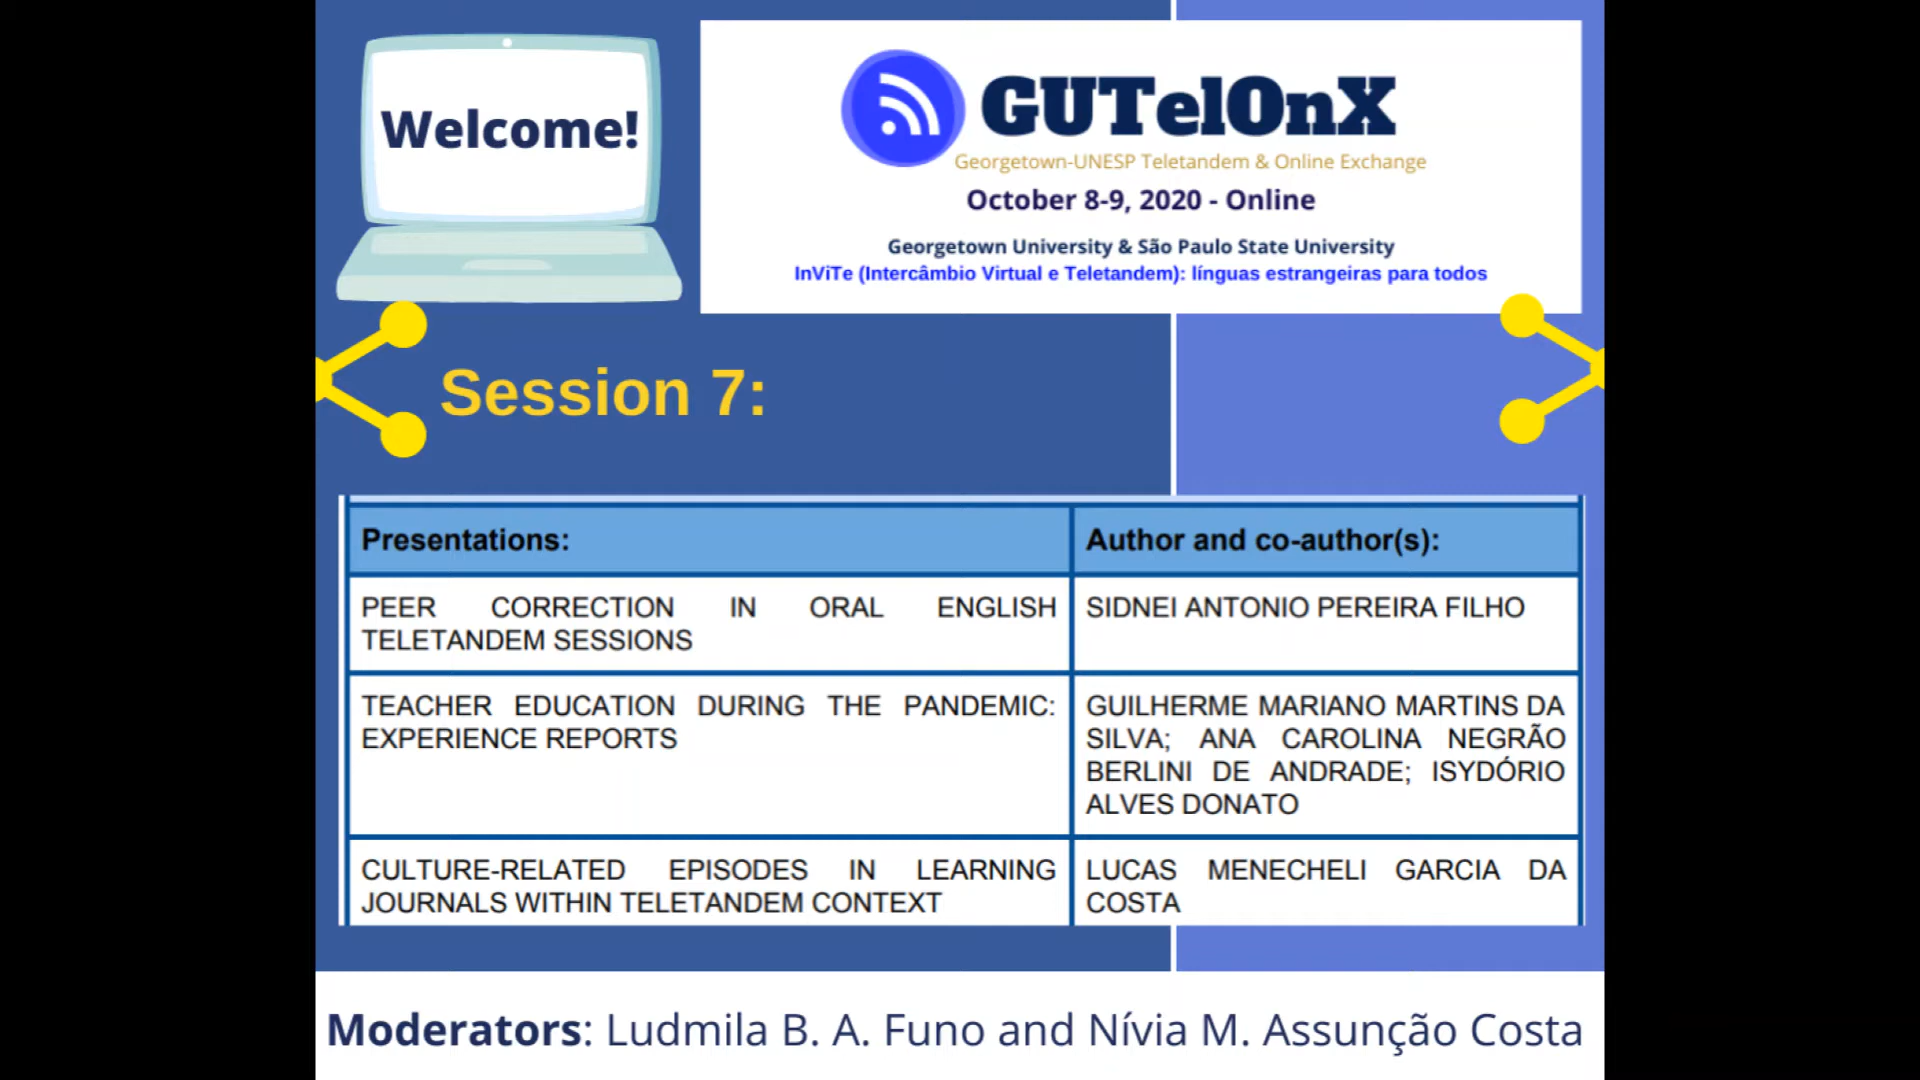 Welcome!
GUTelOnX
Georgetown-UNESP Teletandem & Online Exchange
October 8-9, 2020 - Online
Georgetown University & São Paulo State University
InViTe (Intercâmbio Virtual e Teletandem): línguas estrangeiras para todos
Session 7:
Presentations:
Author and co-author(s):
PEER CORRECTION IN ORAL ENGLISH
TELETANDEM SESSIONS
SIDNEI ANTONIO PEREIRA FILHO
TEACHER EDUCATION DURING THE PANDEMIC:
EXPERIENCE REPORTS
GUILHERME MARIANO MARTINS DA
SILVA; ANA CAROLINA NEGRÃO
BERLINI DE ANDRADE; ISYDÓRIO
ALVES DONATO
CULTURE-RELATED EPISODES IN LEARNING
JOURNALS WITHIN TELETANDEM CONTEXT
LUCAS MENECHELI GARCIA DA
COSTA
Moderators: Ludmila B. A. Funo and Nívia M. Assunção Costa